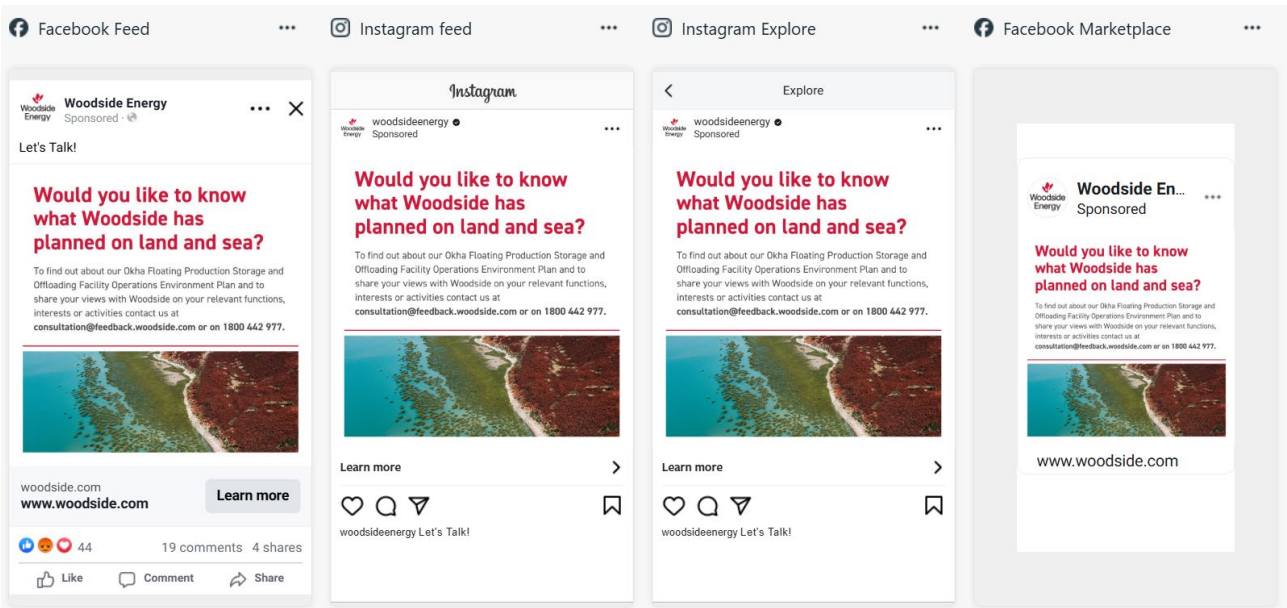 Facebook Feed
Woodside Energy
Woodside Energy
Sponsored ·
Let's Talk!
Would you like to know
what Woodside has
planned on land and sea?
To find out about our Okha Floating Production Storage and
Offloading Facility Operations Environment Plan and to
share your views with Woodside on your relevant functions,
interests or activities contact us at
consultation@feedback.woodside.com or on 1800 442 977.
woodside.com
www.woodside.com
Learn more
44
19 comments 4 shares
Like
Comment
Share
Instagram feed
Instagram
Woodside Energy
woodsideenergy
Sponsored
Would you like to know
what Woodside has
planned on land and sea?
To find out about our Okha Floating Production Storage and
Offloading Facility Operations Environment Plan and to
share your views with Woodside on your relevant functions,
interests or activities contact us at
consultation@feedback.woodside.com or on 1800 442 977.
Learn more
woodsideenergy Let's Talk!
Instagram Explore
Explore
Woodside Energy
woodsideenergy
Sponsored
Would you like to know
what Woodside has
planned on land and sea?
To find out about our Okha Floating Production Storage and
Offloading Facility Operations Environment Plan and to
share your views with Woodside on your relevant functions,
interests or activities contact us at
consultation@feedback.woodside.com or on 1800 442 977.
Learn more
woodsideenergy Let's Talk!
Facebook Marketplace
Woodside Energy
Woodside En...
Sponsored
Would you like to know
what Woodside has
planned on land and sea?
To find out about our Okha Floating Production Storage and
Offloading Facility Operations Environment Plan and to
share your views with Woodside on your relevant functions,
interests or activities contact us at
consultation@feedback.woodside.com or on 1800 442 977.
www.woodside.com